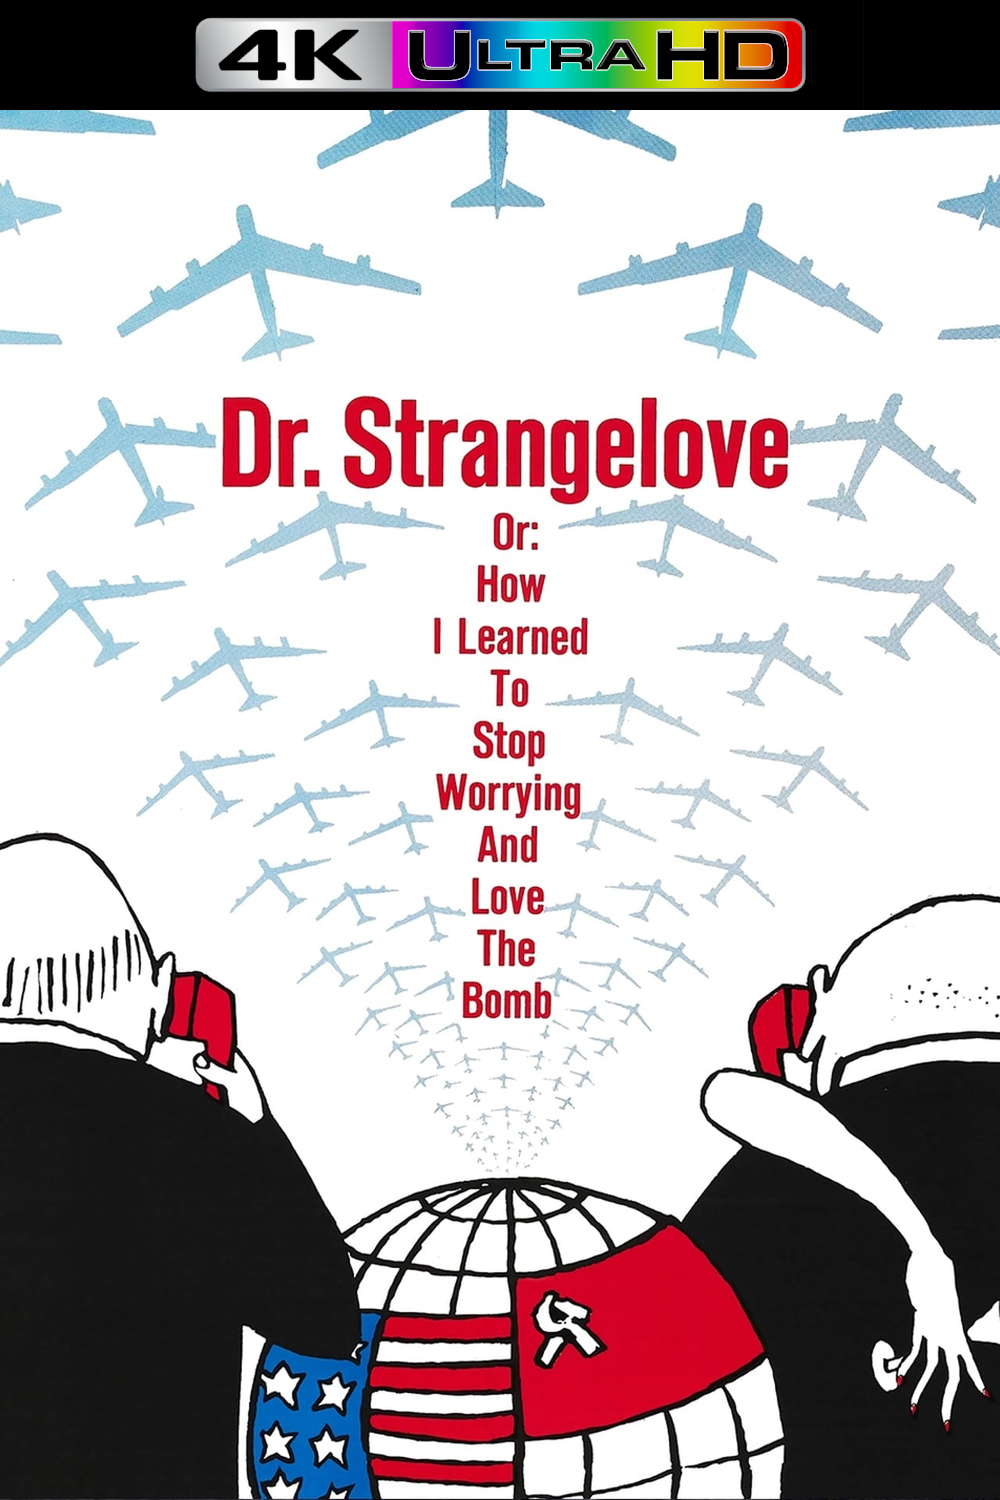 4K ULTRA HD
Dr. Strangelove
Or:
How
I Learned
To
Stop
Worrying
And
Love
The
Bomb